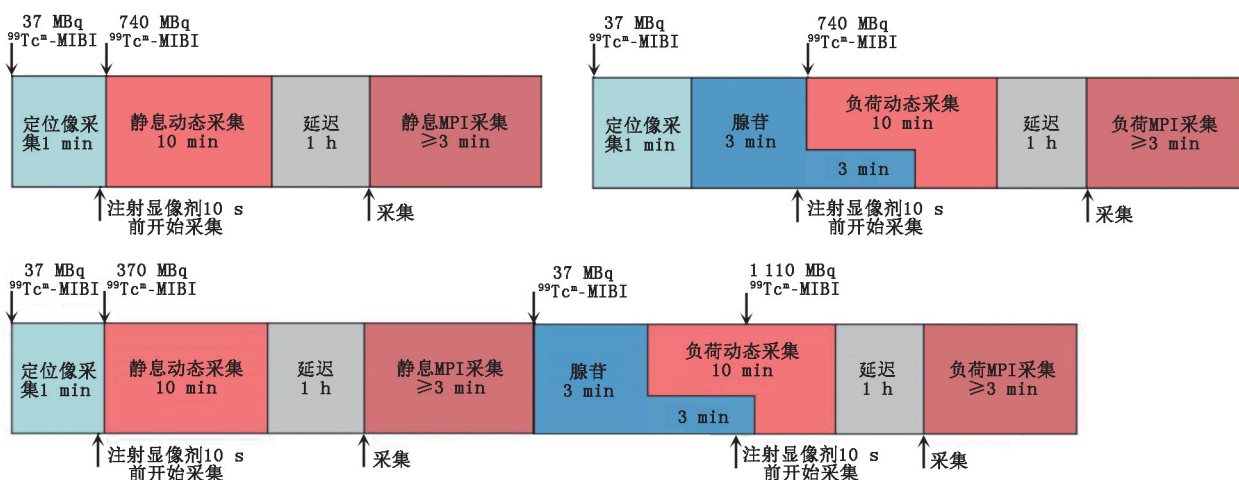 37 MBq
⁹⁹Tcᵐ-MIBI
740 MBq
⁹⁹Tcᵐ-MIBI
定位像采
集1 min
静息动态采集
10 min
延迟
1 h
静息MPI采集
≥3 min
注射显像剂10 s
前开始采集
采集
37 MBq
⁹⁹Tcᵐ-MIBI
740 MBq
⁹⁹Tcᵐ-MIBI
定位像采
集1 min
腺苷
3 min
负荷动态采集
10 min
3 min
延迟
1 h
负荷MPI采集
≥3 min
注射显像剂10 s
前开始采集
采集
37 MBq
⁹⁹Tcᵐ-MIBI
370 MBq
⁹⁹Tcᵐ-MIBI
37 MBq
⁹⁹Tcᵐ-MIBI
1 110 MBq
⁹⁹Tcᵐ-MIBI
定位像采
集1 min
静息动态采集
10 min
延迟
1 h
静息MPI采集
≥3 min
腺苷
3 min
负荷动态采集
10 min
3 min
延迟
1 h
负荷MPI采集
≥3 min
注射显像剂10 s
前开始采集
采集
注射显像剂10 s
前开始采集
采集